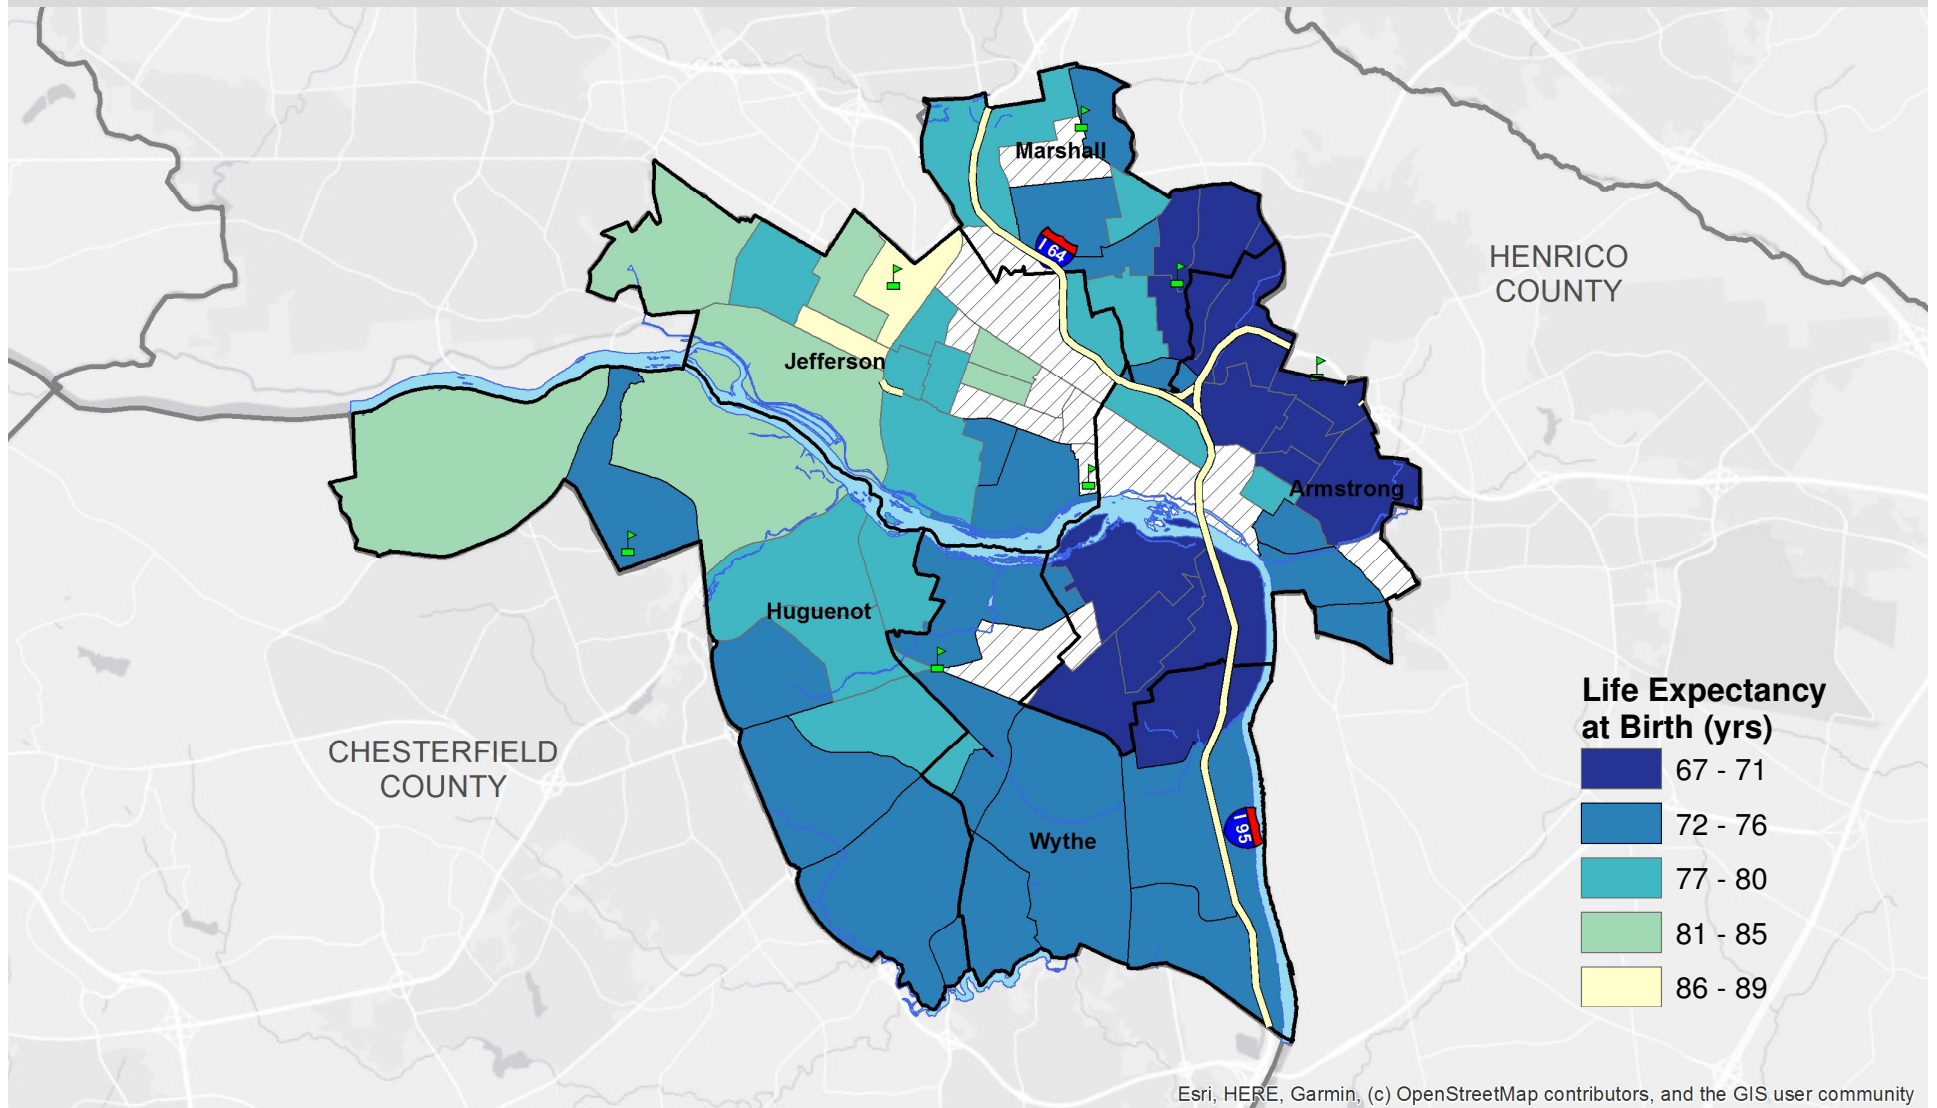 Marshall
I 64
HENRICO
COUNTY
Jefferson
Armstrong
Huguenot
CHESTERFIELD
COUNTY
Wythe
I 95
Life Expectancy
at Birth (yrs)
67 - 71
72 - 76
77 - 80
81 - 85
86 - 89
Esri, HERE, Garmin, (c) OpenStreetMap contributors, and the GIS user community